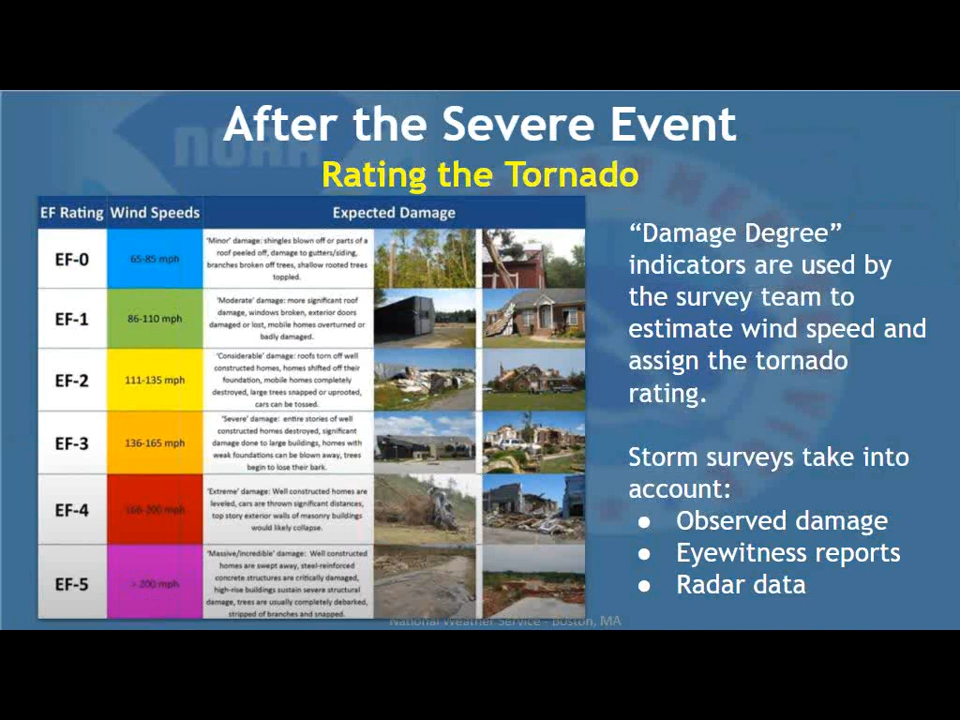 After the Severe Event
Rating the Tornado
EF Rating Wind Speeds Expected Damage
EF-0
65-85 mph
'Minor' damage: shingles blown off or parts of a
roof peeled off, damage to gutters/siding,
branches broken off trees, shallow rooted trees
toppled.
EF-1
86-110 mph
'Moderate' damage: more significant roof
damage, windows broken, exterior doors
damaged or lost, mobile homes overturned or
badly damaged.
EF-2
111-135 mph
'Considerable' damage: roofs torn off well
constructed homes, homes shifted off their
foundation, mobile homes completely
destroyed, large trees snapped or uprooted,
cars can be tossed.
EF-3
136-165 mph
'Severe' damage: entire stories of well
constructed homes destroyed, significant
damage done to large buildings, homes with
weak foundations can be blown away, trees
begin to lose their bark.
EF-4
166-200 mph
'Extreme' damage: Well constructed homes are
leveled, cars are thrown significant distances,
top story exterior walls of masonry buildings
would likely collapse.
EF-5
> 200 mph
'Massive/incredible' damage: Well constructed
homes are swept away, steel-reinforced
concrete structures are critically damaged,
high-rise buildings sustain severe structural
damage, trees are usually completely debarked,
stripped of branches and snapped.
“Damage Degree”
indicators are used by
the survey team to
estimate wind speed and
assign the tornado
rating.
Storm surveys take into
account:
● Observed damage
● Eyewitness reports
● Radar data
National Weather Service - Boston, MA